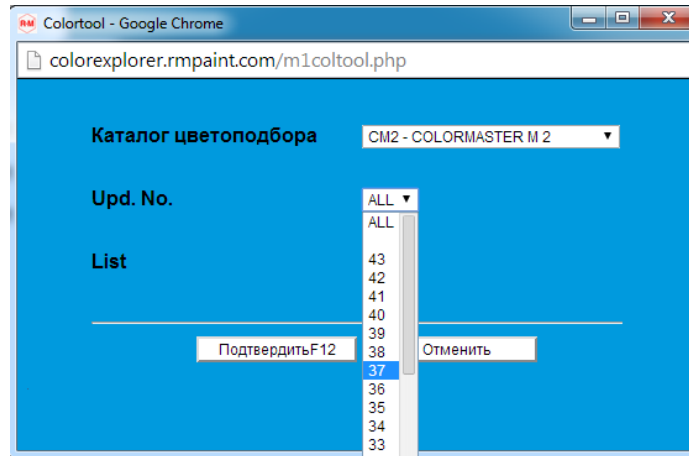 RM Colortool - Google Chrome
colorexplorer.rmpaint.com/m1coltool.php
Каталог цветоподбора CM2 - COLORMASTER M 2
Upd. No. ALL
ALL
List
43
42
41
40
39
38
ПодтвердитьF12 Отменить
37
36
35
34
33